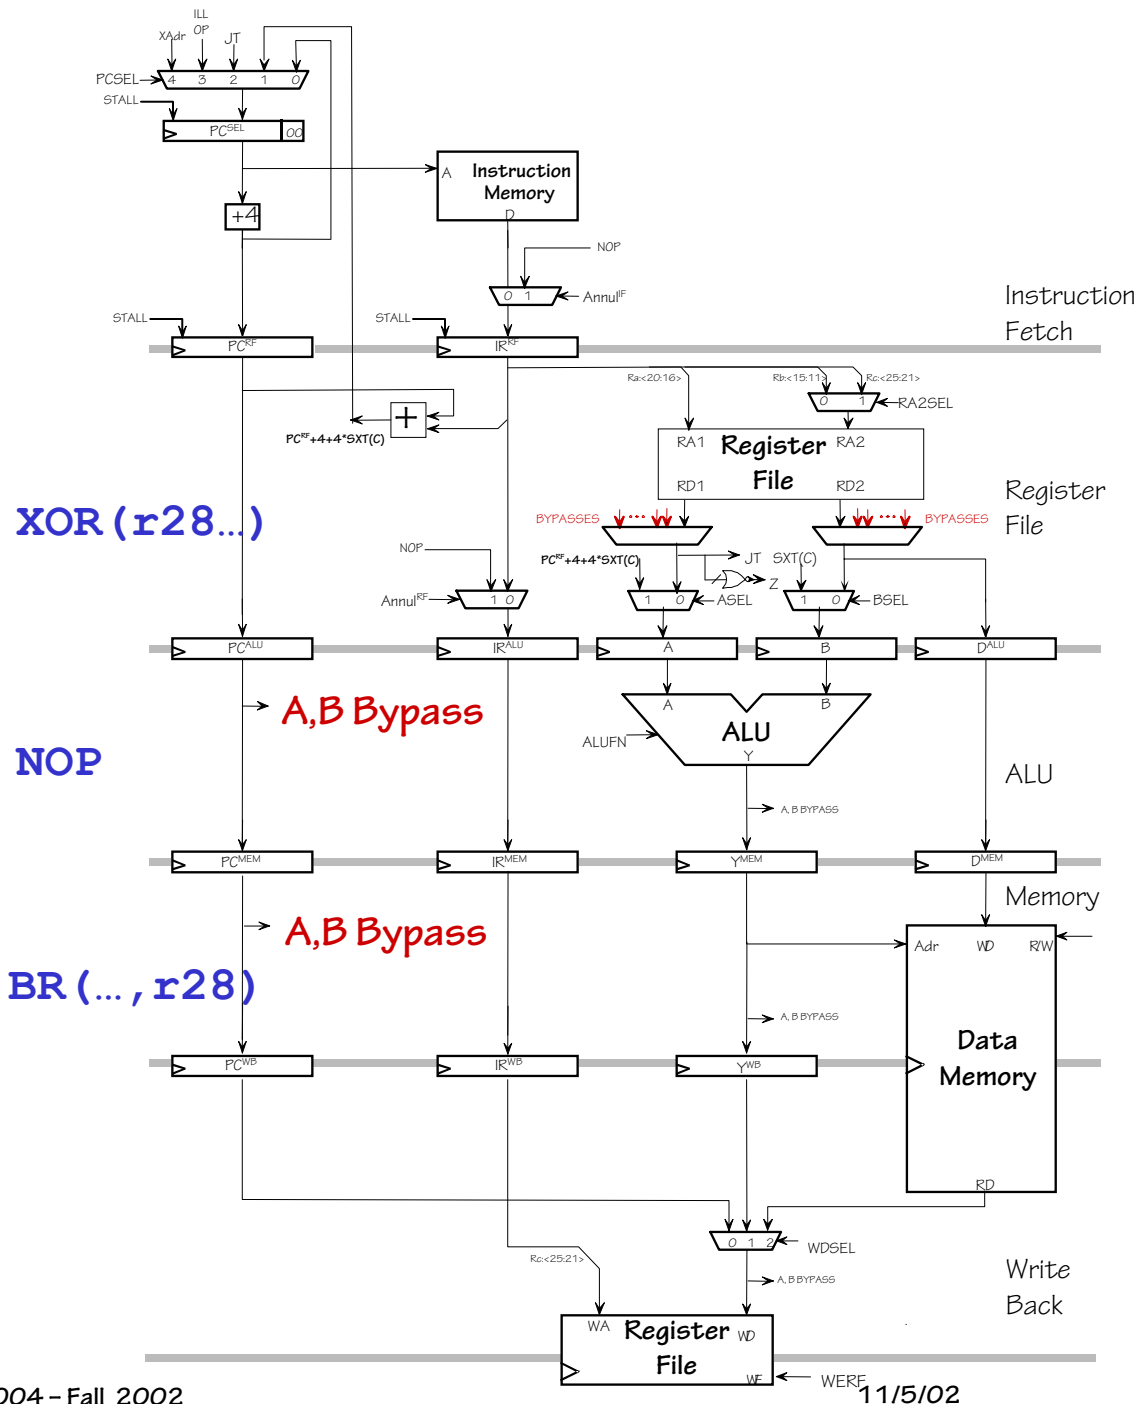 ILL
XAdr OP JT
PCSEL 4 3 2 1 0
STALL
PC^SEL 00
A Instruction
Memory
D
+4
NOP
0 1 Annul^IF
Instruction
Fetch
STALL STALL
PC^RF IR^RF
Ra:<20:16> Rb:<15:11> Rc:<25:21>
0 1 RA2SEL
+
PC^RF+4+4*SXT(C)
RA1 Register RA2
File
RD1 RD2
Register
File
XOR(r28…)
BYPASSES BYPASSES
NOP PC^RF+4+4*SXT(C) JT SXT(C)
Z
Annul^RF 1 0 1 0 ASEL 1 0 BSEL
PC^ALU IR^ALU A B D^ALU
A,B Bypass
A B
ALUFN ALU
Y
NOP
ALU
A, B BYPASS
PC^MEM IR^MEM Y^MEM D^MEM
Memory
A,B Bypass
Adr WD R/W
BR(…,r28)
A, B BYPASS
Data
Memory
PC^WB IR^WB Y^WB
RD
0 1 2 WDSEL
Rc:<25:21>
A, B BYPASS
Write
Back
WA Register WD
File
WE WERF
004 – Fall 2002 11/5/02